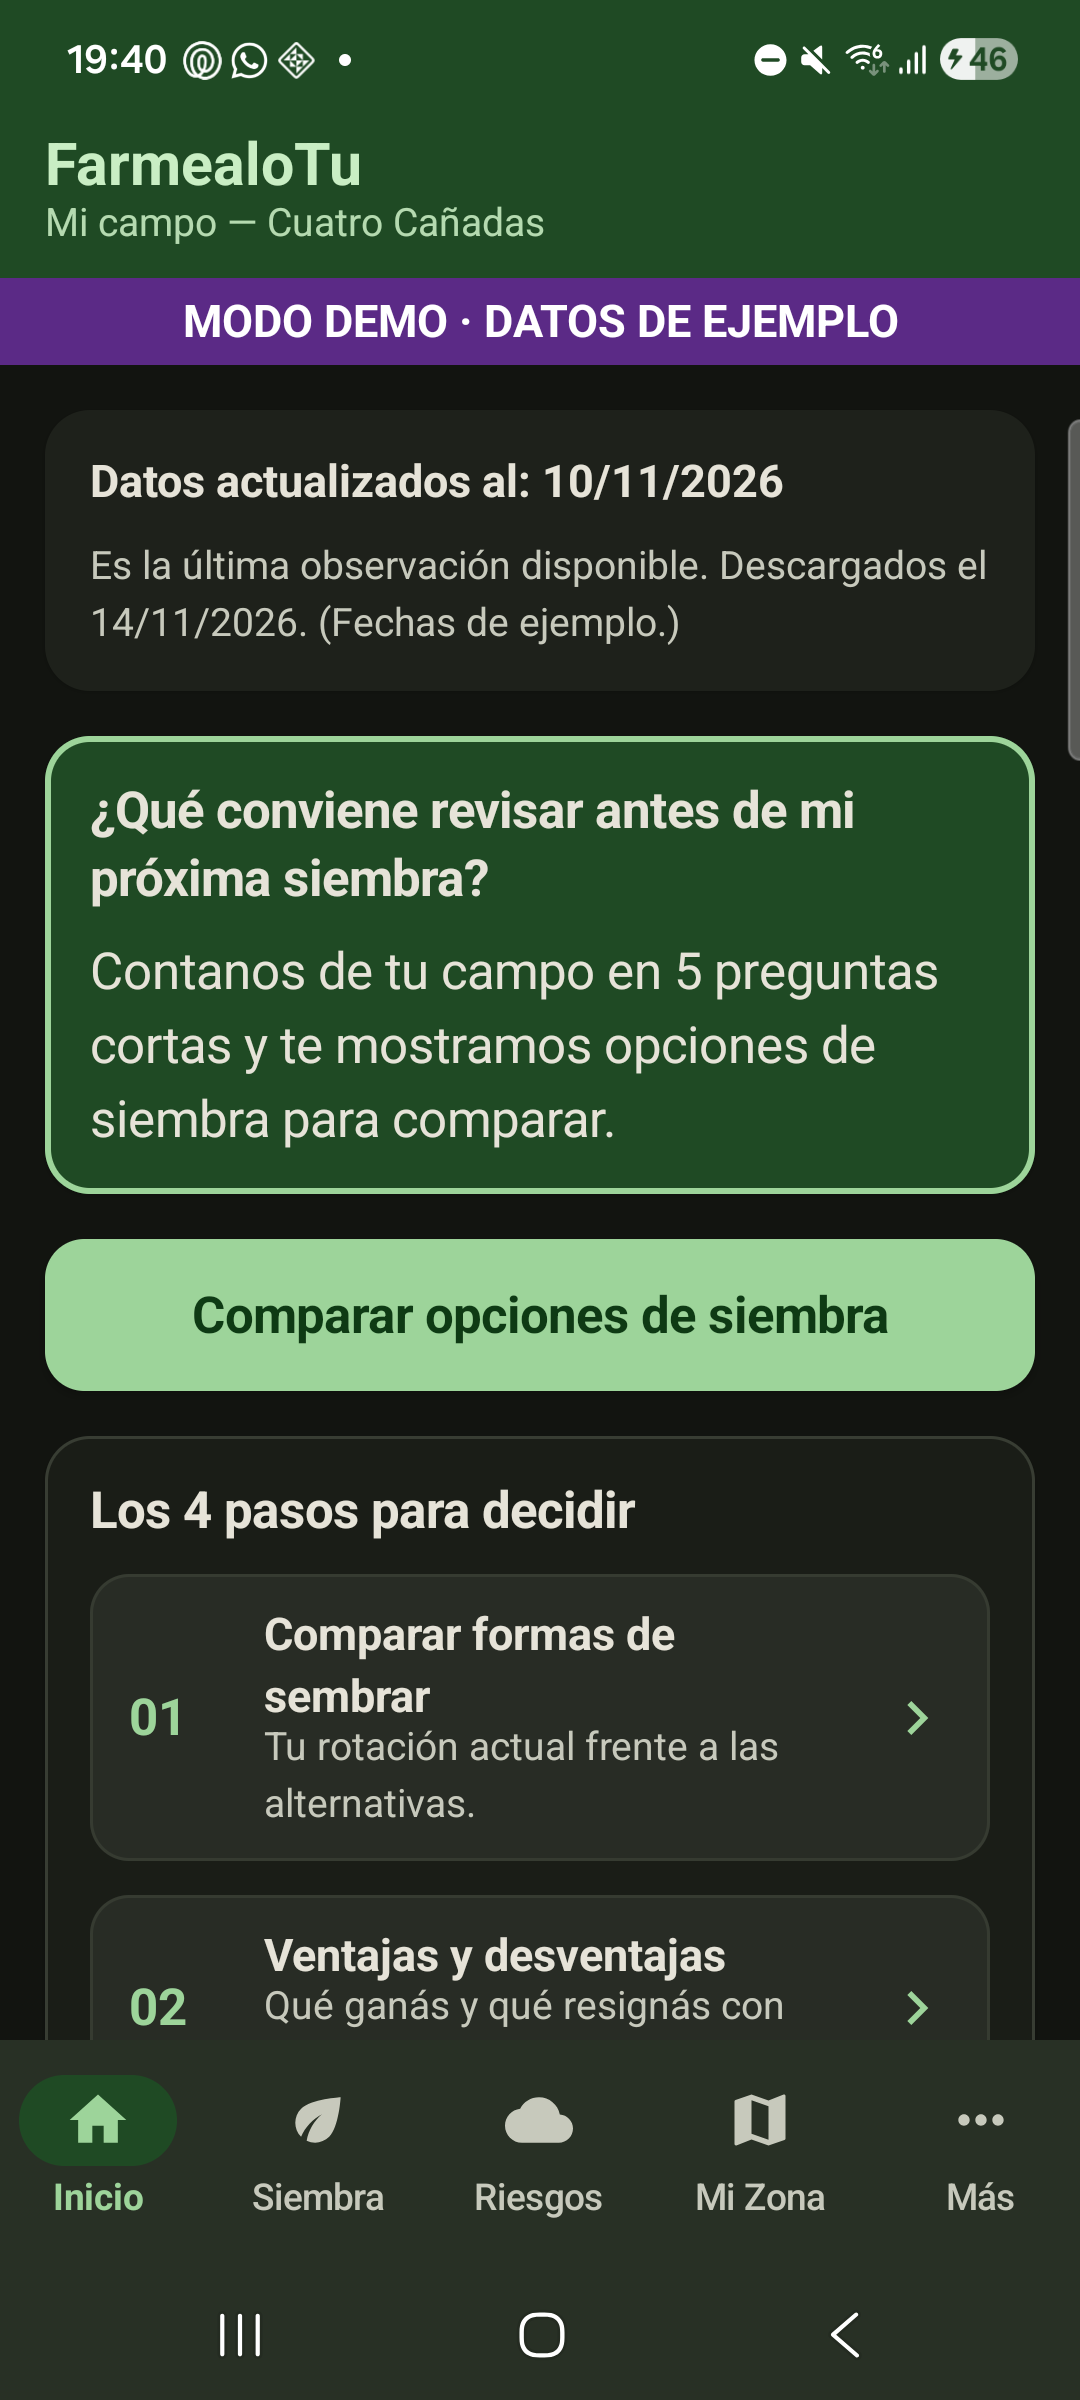 19:40
46
FarmealoTu
Mi campo — Cuatro Cañadas
MODO DEMO · DATOS DE EJEMPLO
Datos actualizados al: 10/11/2026
Es la última observación disponible. Descargados el
14/11/2026. (Fechas de ejemplo.)
¿Qué conviene revisar antes de mi
próxima siembra?
Contanos de tu campo en 5 preguntas
cortas y te mostramos opciones de
siembra para comparar.
Comparar opciones de siembra
Los 4 pasos para decidir
01
Comparar formas de
sembrar
Tu rotación actual frente a las
alternativas.
02
Ventajas y desventajas
Qué ganás y qué resignás con
Inicio
Siembra
Riesgos
Mi Zona
Más